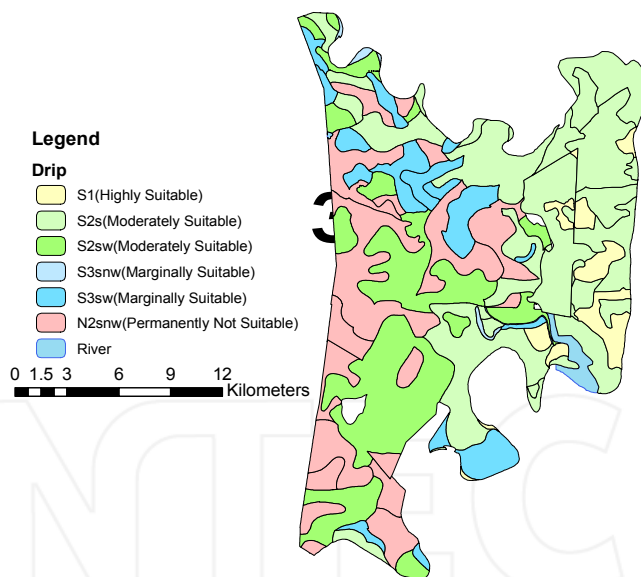 Legend
Drip
S1(Highly Suitable)
S2s(Moderately Suitable)
S2sw(Moderately Suitable)
S3snw(Marginally Suitable)
S3sw(Marginally Suitable)
N2snw(Permanently Not Suitable)
River
0 1.5 3 6 9 12
Kilometers